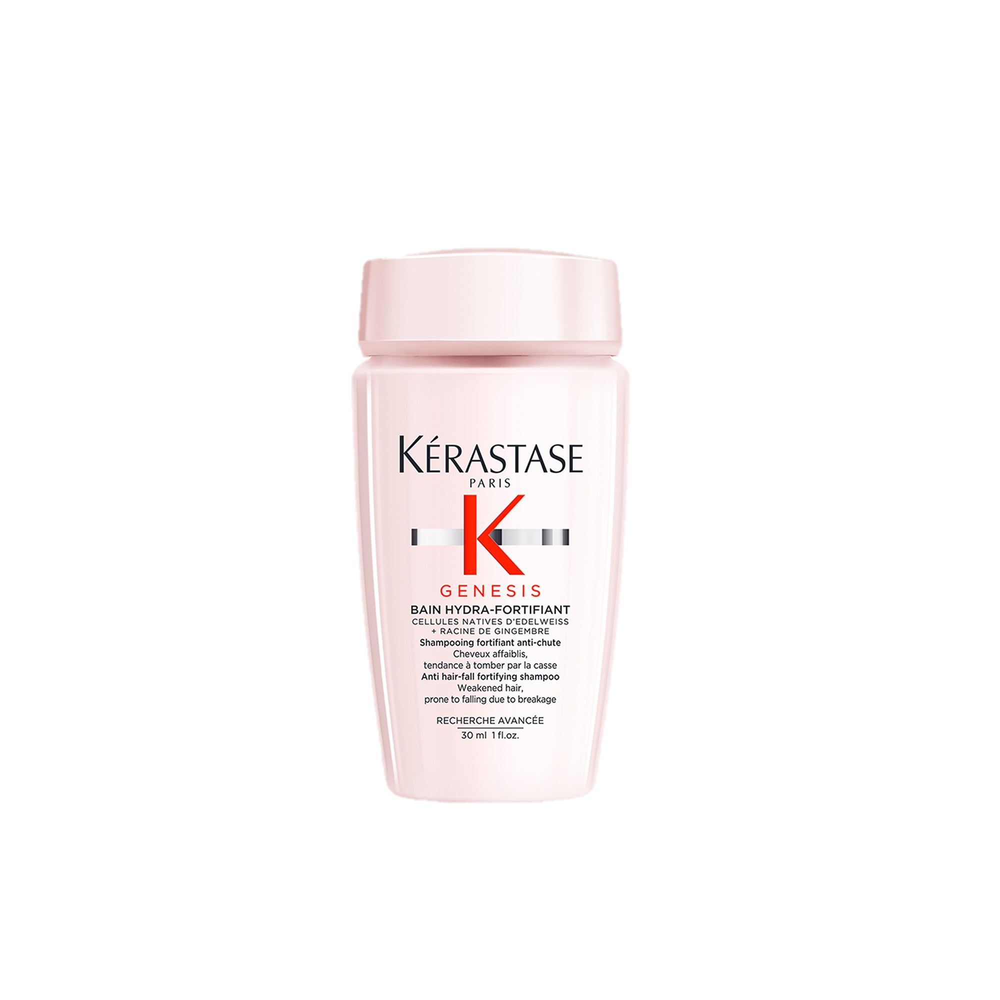 KÉRASTASE
PARIS
K
GENESIS
BAIN HYDRA-FORTIFIANT
CELLULES NATIVES D'EDELWEISS
+ RACINE DE GINGEMBRE
Shampooing fortifiant anti-chute
Cheveux affaiblis,
tendance à tomber par la casse
Anti hair-fall fortifying shampoo
Weakened hair,
prone to falling due to breakage
RECHERCHE AVANCÉE
30 ml 1 fl.oz.